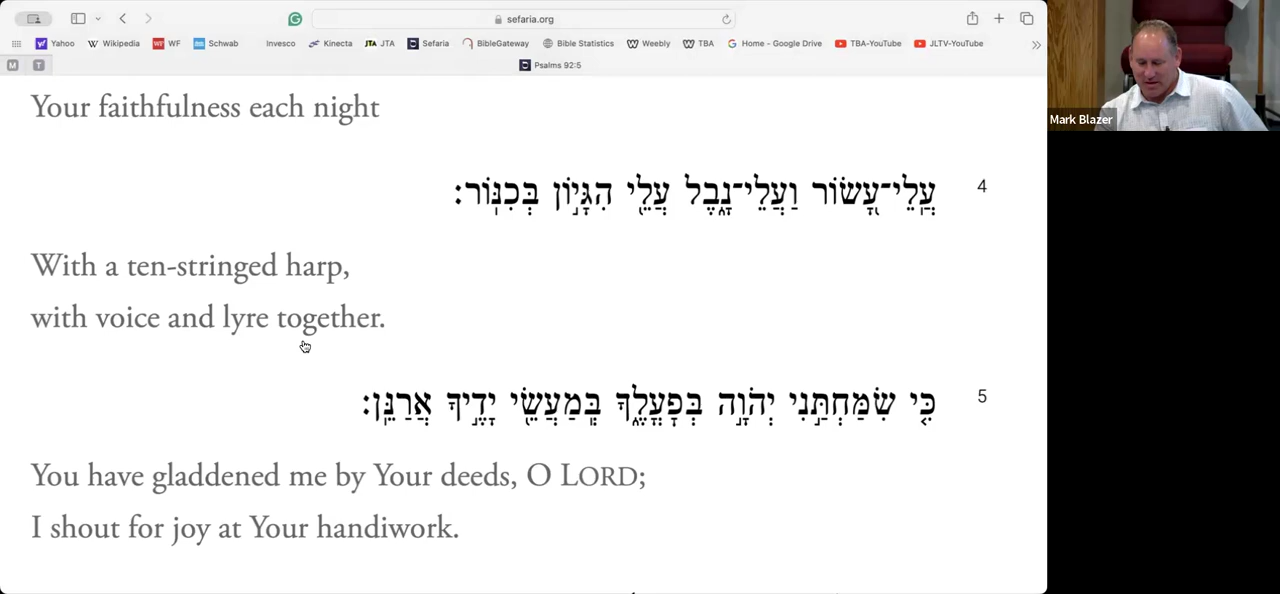 sefaria.org
Yahoo Wikipedia WF WF Schwab Invesco Kinecta JTA JTA Sefaria BibleGateway Bible Statistics Weebly TBA Home - Google Drive TBA-YouTube JLTV-YouTube
M T Psalms 92:5
Mark Blazer
Your faithfulness each night
4 עֲֽלֵי־עָ֭שׂוֹר וַעֲלֵי־נָ֑בֶל עֲלֵ֖י הִגָּי֣וֹן בְּכִנּֽוֹר׃
With a ten-stringed harp,
with voice and lyre together.
5 כִּ֤י שִׂמַּחְתַּ֣נִי יְהֹוָ֣ה בְּפׇעֳלֶ֑ךָ בְּֽמַעֲשֵׂ֖י יָדֶ֣יךָ אֲרַנֵּֽן׃
You have gladdened me by Your deeds, O LORD;
I shout for joy at Your handiwork.